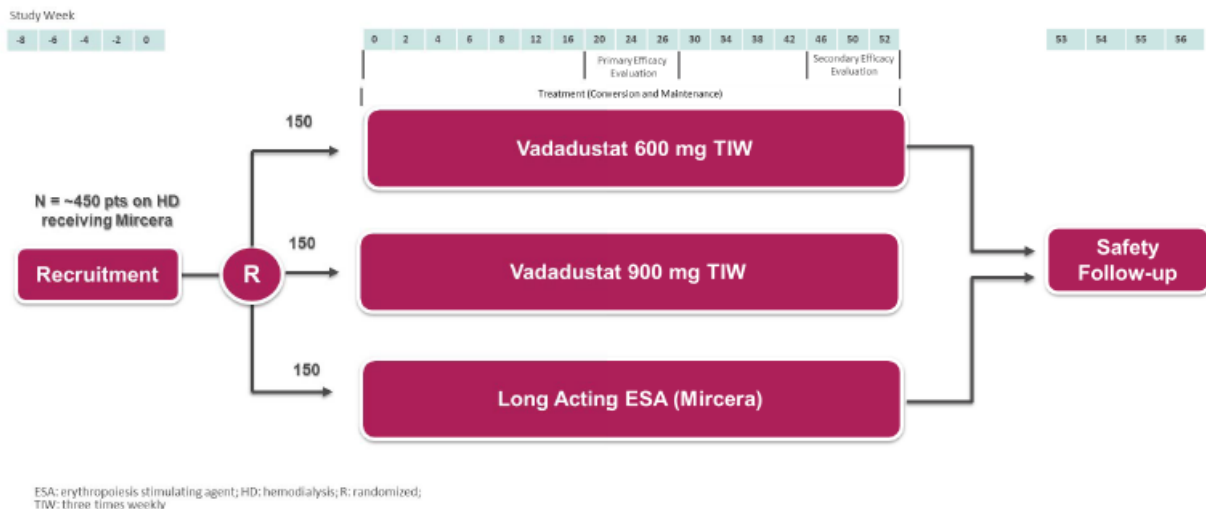 Study Week
-8 -6 -4 -2 0
0 2 4 6 8 12 16 20 24 26 30 34 38 42 46 50 52
53 54 55 56
Primary Efficacy
Evaluation
Secondary Efficacy
Evaluation
Treatment (Conversion and Maintenance)
150
Vadadustat 600 mg TIW
N = ~450 pts on HD
receiving Mircera
Recruitment
R
150
Vadadustat 900 mg TIW
Safety
Follow-up
150
Long Acting ESA (Mircera)
ESA: erythropoiesis stimulating agent; HD: hemodialysis; R: randomized;
TIW: three times weekly